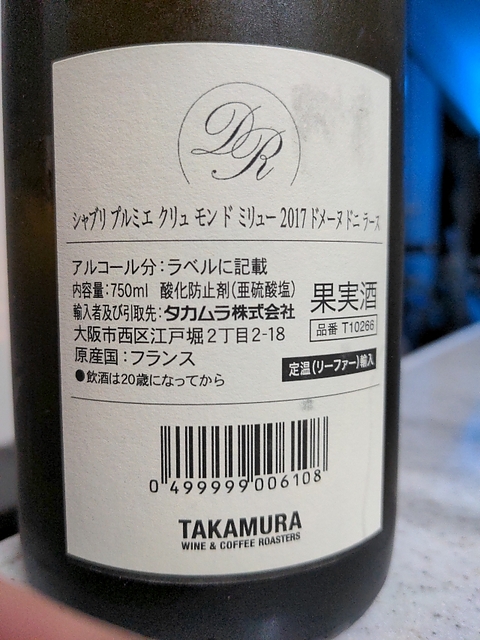 DR
シャブリ プルミエ クリュ モン ド ミリュー 2017 ドメーヌ ドニ ラース
アルコール分：ラベルに記載
内容量：750ml 酸化防止剤（亜硫酸塩）
果実酒
輸入者及び引取先：タカムラ株式会社
品番 T10266
大阪市西区江戸堀2丁目2-18
原産国：フランス
定温（リーファー）輸入
●飲酒は20歳になってから
0 499999 006108
TAKAMURA
WINE & COFFEE ROASTERS